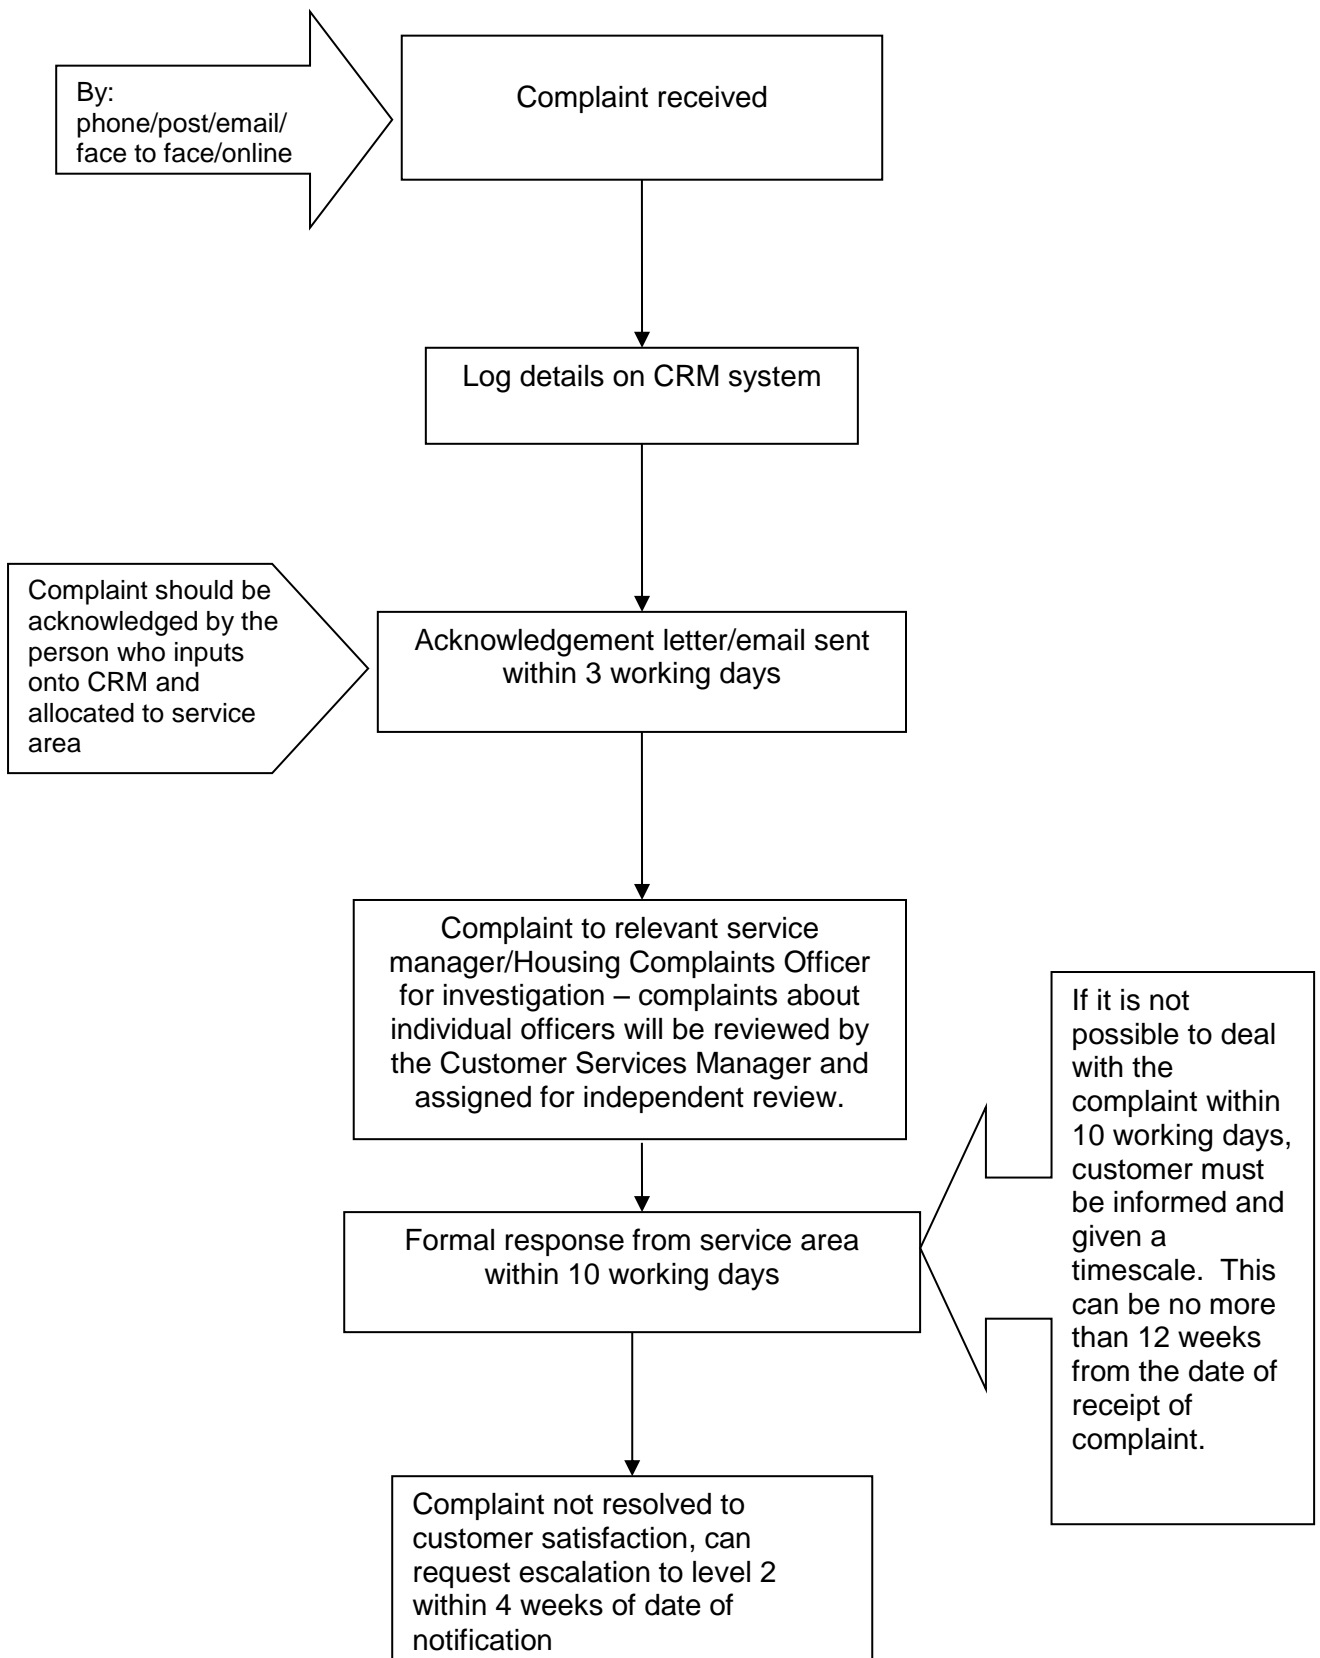 By:
phone/post/email/
face to face/online
Complaint received
Log details on CRM system
Complaint should be
acknowledged by the
person who inputs
onto CRM and
allocated to service
area
Acknowledgement letter/email sent
within 3 working days
Complaint to relevant service
manager/Housing Complaints Officer
for investigation – complaints about
individual officers will be reviewed by
the Customer Services Manager and
assigned for independent review.
If it is not
possible to deal
with the
complaint within
10 working days,
customer must
be informed and
given a
timescale.  This
can be no more
than 12 weeks
from the date of
receipt of
complaint.
Formal response from service area
within 10 working days
Complaint not resolved to
customer satisfaction, can
request escalation to level 2
within 4 weeks of date of
notification